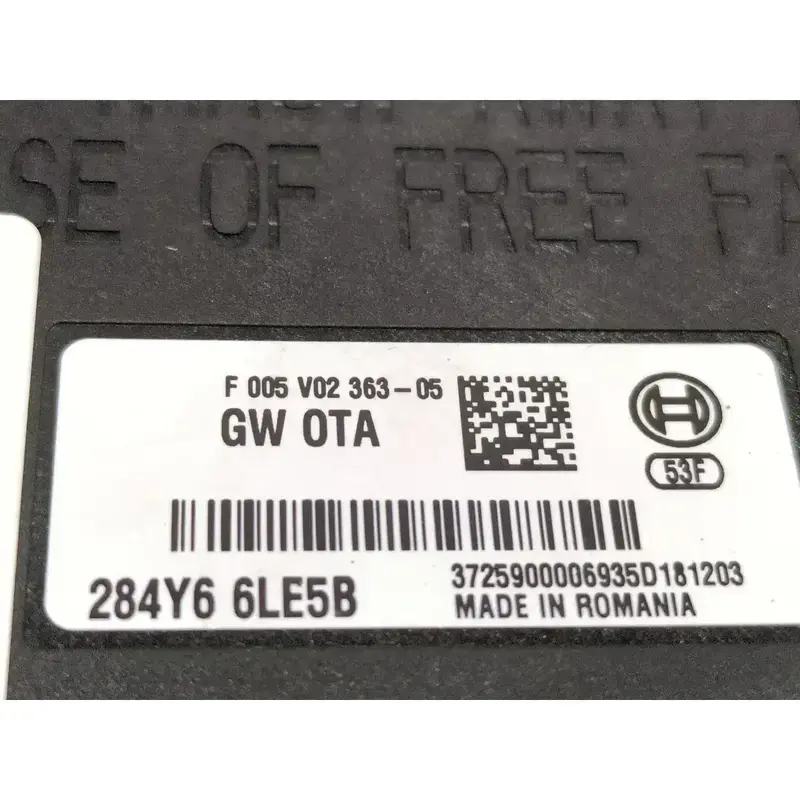 SE OF FREE FA
F 005 V02 363-05
GW OTA
53F
284Y6 6LE5B
3725900006935D181203
MADE IN ROMANIA